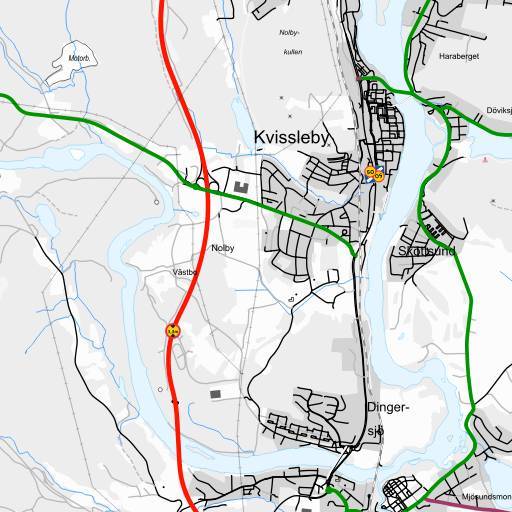 Nolby-
kullen
Motorb.
Haraberget
Döviksj
Kvissleby
Nolby
Skottsund
Västbo
Dinger-
sjö
Mjösundsmon